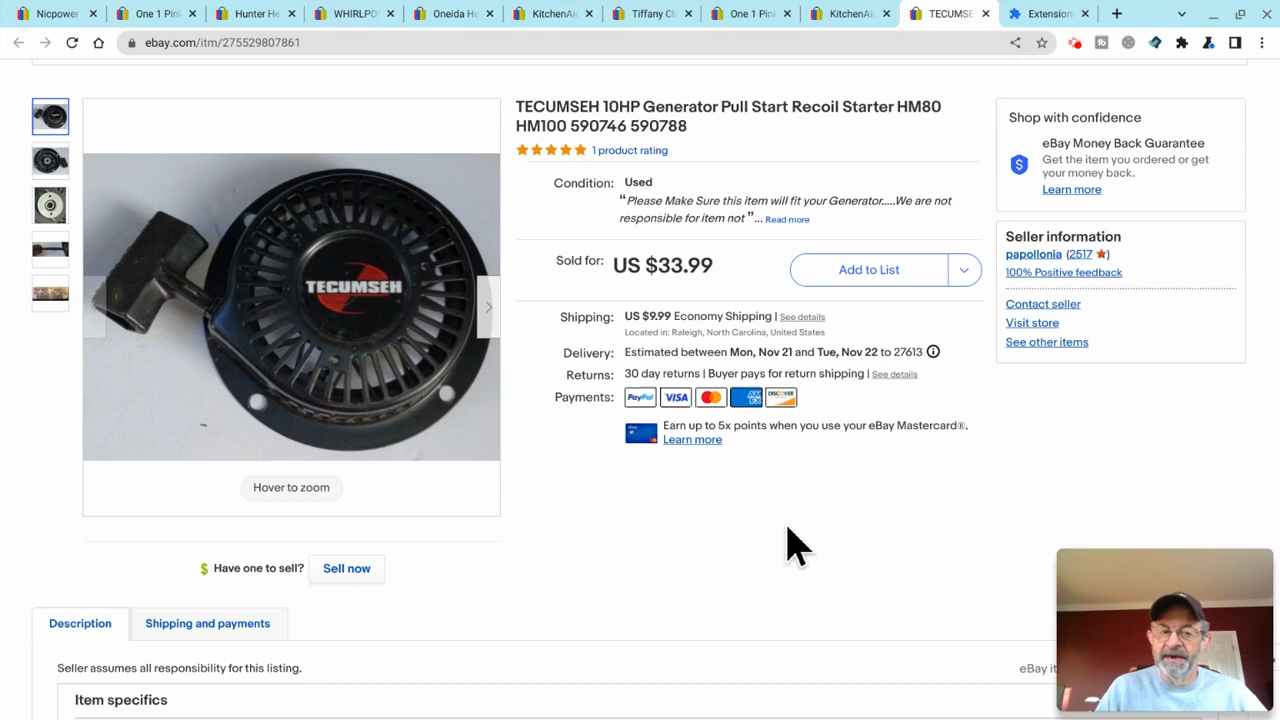 Nicpower
One 1 Pink
Hunter He
WHIRLPO
Oneida He
KitchenAi
Tiffany Cl
One 1 Pink
KitchenAi
TECUMSE
Extension
ebay.com/itm/275529807861
TECUMSEH 10HP Generator Pull Start Recoil Starter HM80
HM100 590746 590788
1 product rating
Condition: Used
“Please Make Sure this item will fit your Generator.....We are not
responsible for item not ”... Read more
Sold for: US $33.99
Add to List
Shipping: US $9.99 Economy Shipping | See details
Located in: Raleigh, North Carolina, United States
Delivery: Estimated between Mon, Nov 21 and Tue, Nov 22 to 27613
Returns: 30 day returns | Buyer pays for return shipping | See details
Payments: PayPal VISA DISCOVER
Earn up to 5x points when you use your eBay Mastercard®.
Learn more
Shop with confidence
eBay Money Back Guarantee
Get the item you ordered or get
your money back.
Learn more
Seller information
papollonia (2517 )
100% Positive feedback
Contact seller
Visit store
See other items
TECUMSEH
Hover to zoom
Have one to sell? Sell now
Description
Shipping and payments
Seller assumes all responsibility for this listing.
eBay it
Item specifics